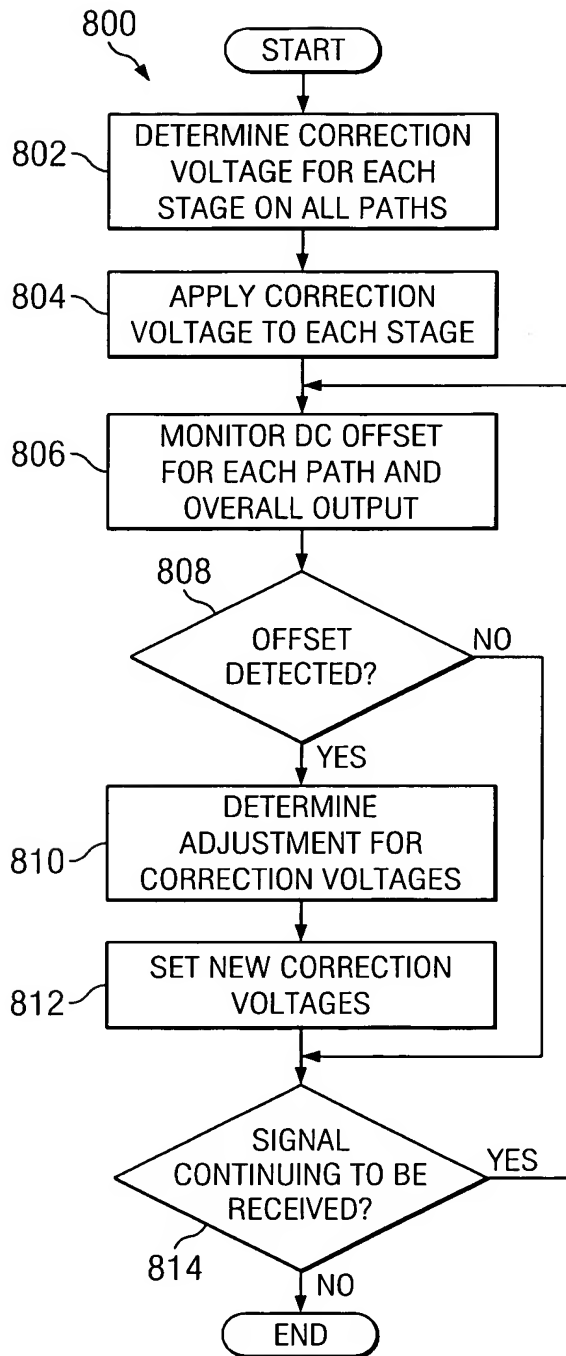 800
START
802
DETERMINE CORRECTION
VOLTAGE FOR EACH
STAGE ON ALL PATHS
804
APPLY CORRECTION
VOLTAGE TO EACH STAGE
806
MONITOR DC OFFSET
FOR EACH PATH AND
OVERALL OUTPUT
808
OFFSET
DETECTED?
NO
YES
810
DETERMINE
ADJUSTMENT FOR
CORRECTION VOLTAGES
812
SET NEW CORRECTION
VOLTAGES
SIGNAL
CONTINUING TO BE
RECEIVED?
YES
814
NO
END